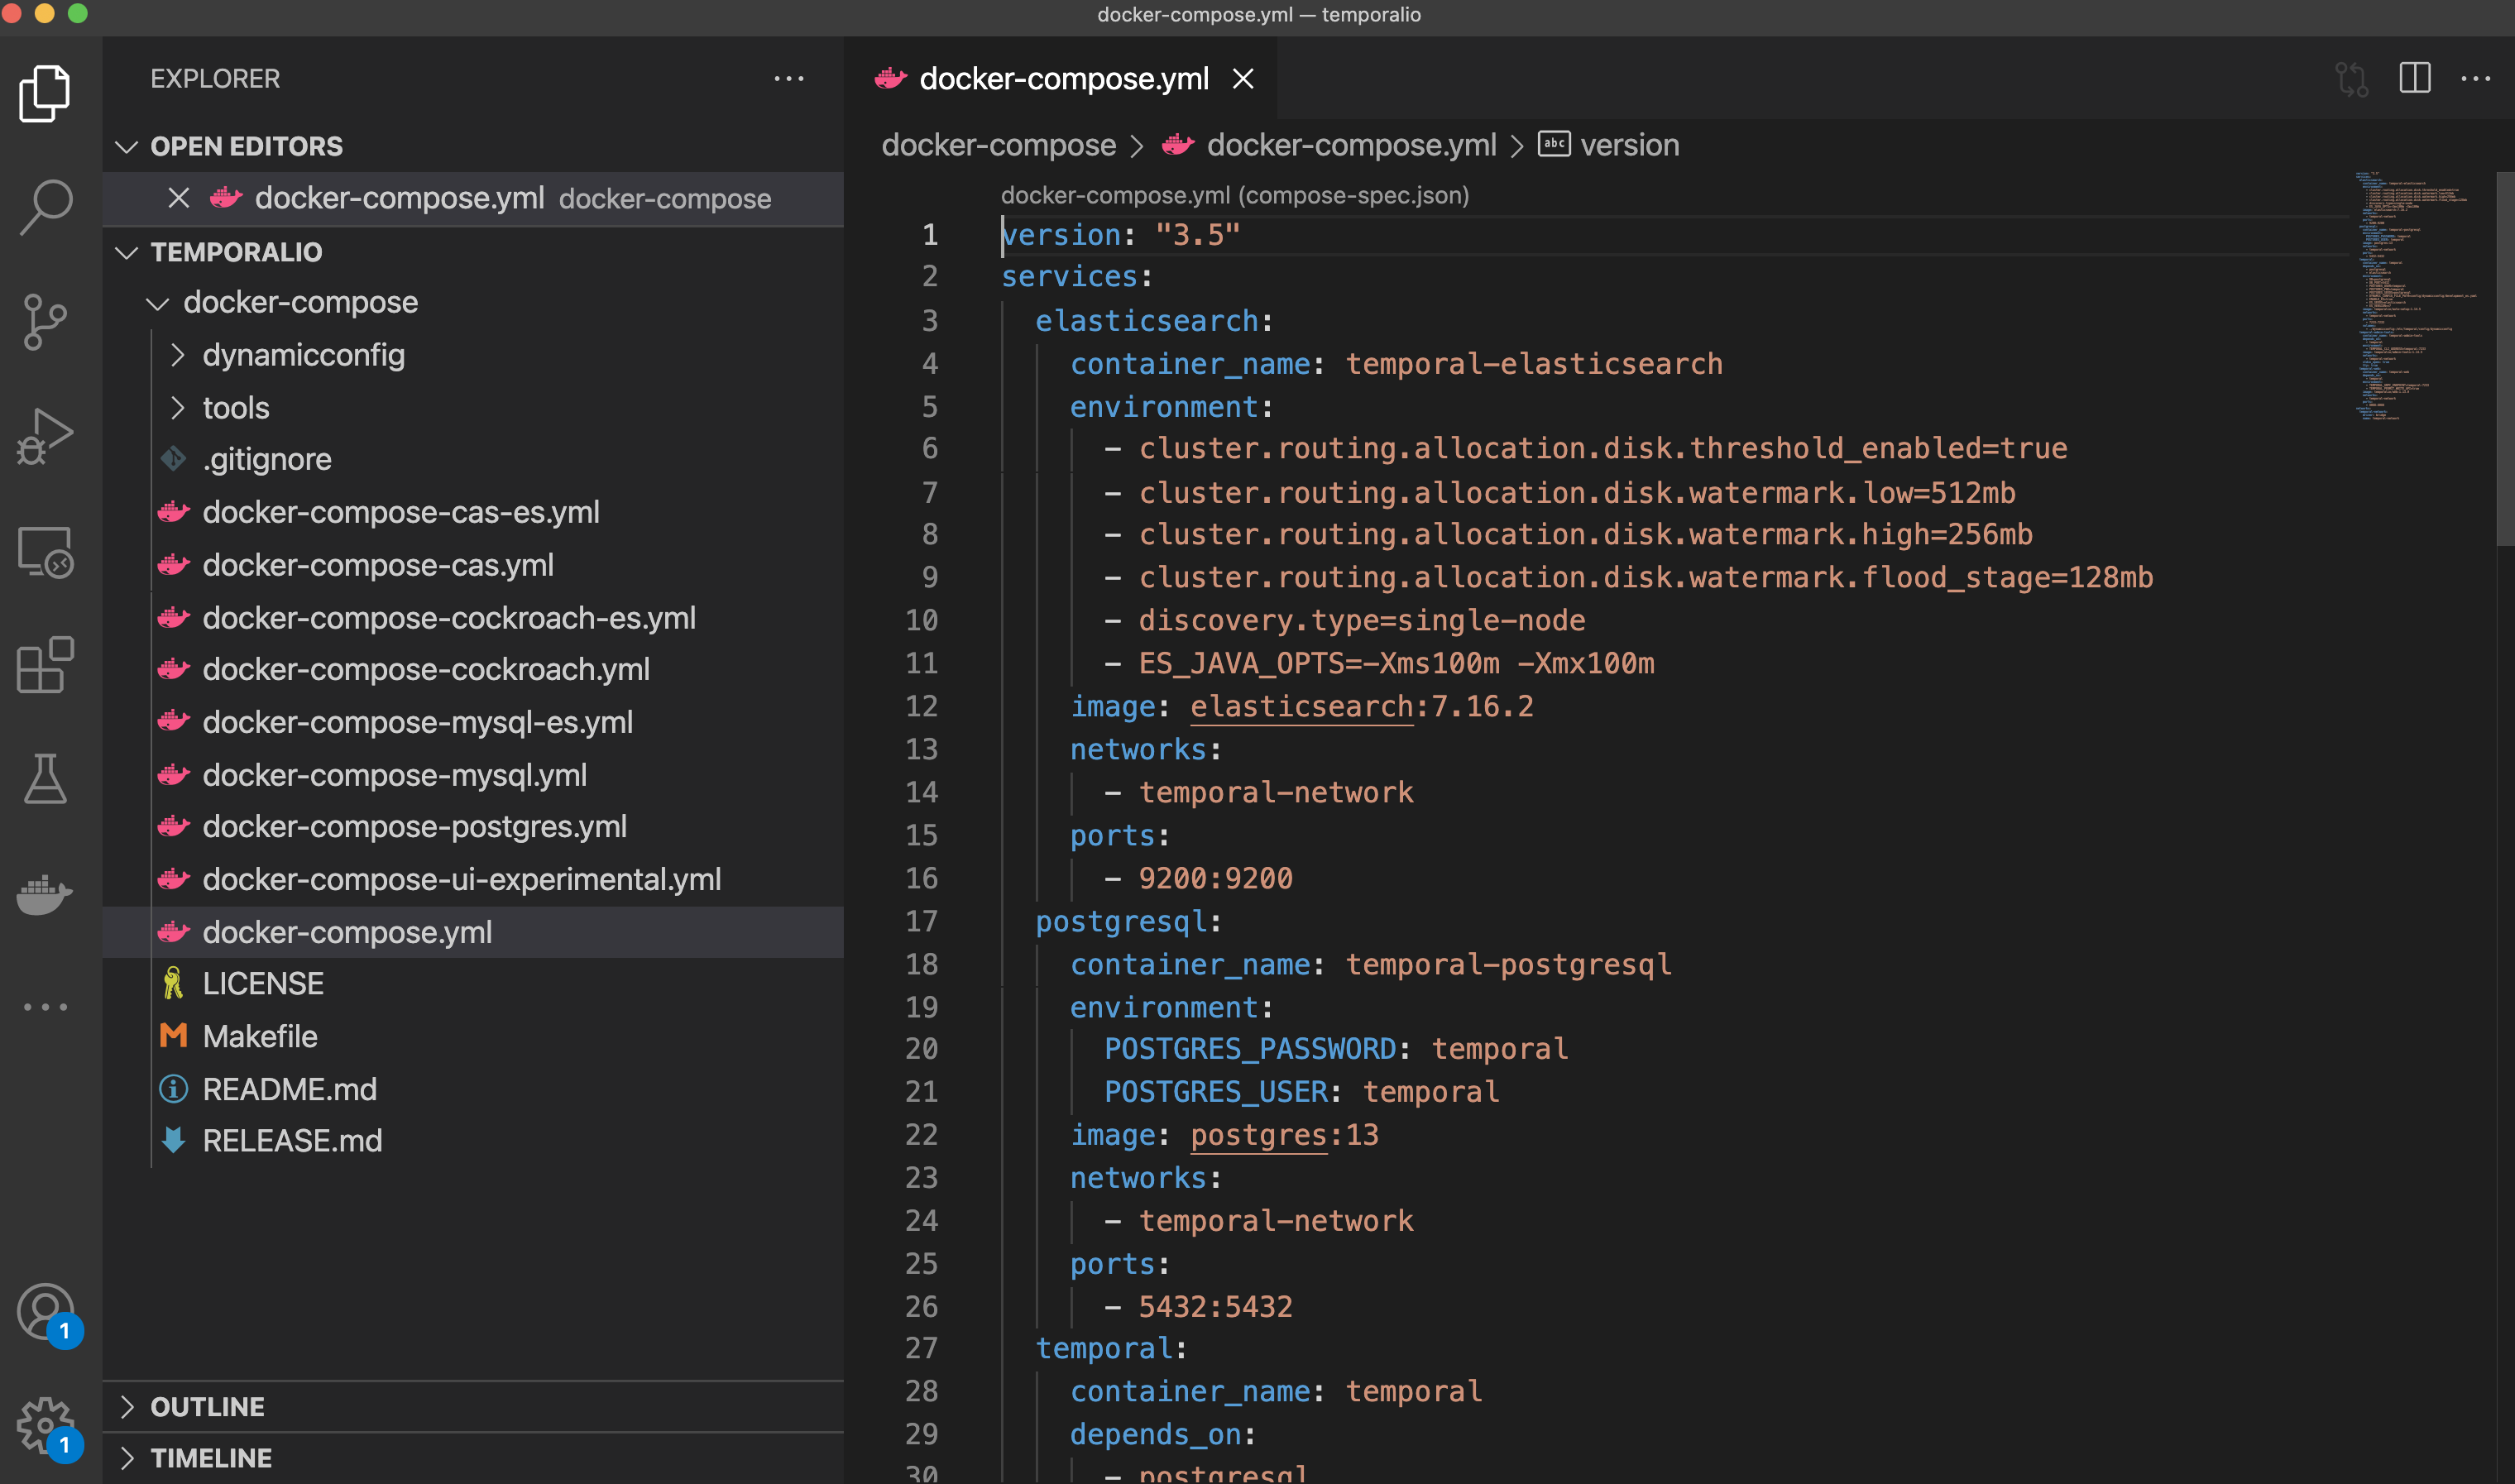 docker-compose.yml — temporalio
EXPLORER
OPEN EDITORS
docker-compose.yml docker-compose
TEMPORALIO
docker-compose
dynamicconfig
tools
.gitignore
docker-compose-cas-es.yml
docker-compose-cas.yml
docker-compose-cockroach-es.yml
docker-compose-cockroach.yml
docker-compose-mysql-es.yml
docker-compose-mysql.yml
docker-compose-postgres.yml
docker-compose-ui-experimental.yml
docker-compose.yml
LICENSE
Makefile
README.md
RELEASE.md
OUTLINE
TIMELINE
1
1
docker-compose.yml
docker-compose > docker-compose.yml > abc version
docker-compose.yml (compose-spec.json)
1 version: "3.5"
2 services:
3 elasticsearch:
4 container_name: temporal-elasticsearch
5 environment:
6 - cluster.routing.allocation.disk.threshold_enabled=true
7 - cluster.routing.allocation.disk.watermark.low=512mb
8 - cluster.routing.allocation.disk.watermark.high=256mb
9 - cluster.routing.allocation.disk.watermark.flood_stage=128mb
10 - discovery.type=single-node
11 - ES_JAVA_OPTS=-Xms100m -Xmx100m
12 image: elasticsearch:7.16.2
13 networks:
14 - temporal-network
15 ports:
16 - 9200:9200
17 postgresql:
18 container_name: temporal-postgresql
19 environment:
20 POSTGRES_PASSWORD: temporal
21 POSTGRES_USER: temporal
22 image: postgres:13
23 networks:
24 - temporal-network
25 ports:
26 - 5432:5432
27 temporal:
28 container_name: temporal
29 depends_on:
30 - postgresql